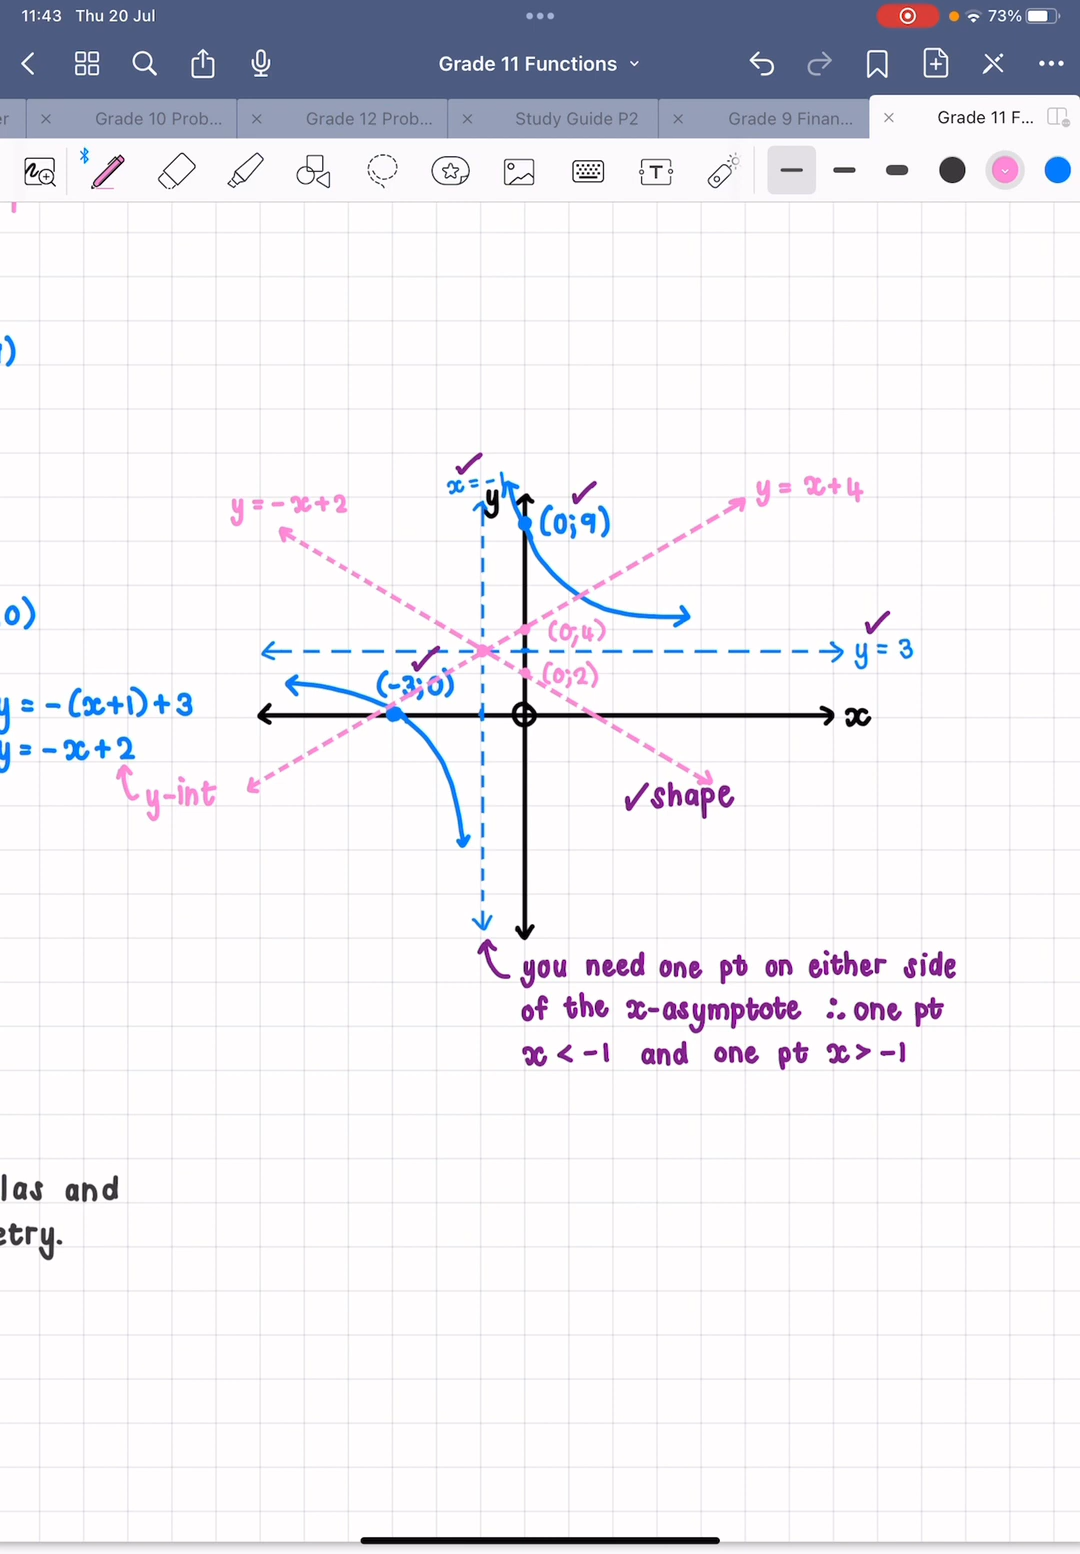 11:43 Thu 20 Jul
73%
Grade 11 Functions
er
Grade 10 Prob...
Grade 12 Prob...
Study Guide P2
Grade 9 Finan...
Grade 11 F...
T
x = -1
y
(0;9)
y = -x+2
y = x+4
0)
(0,4)
y = 3
(-3;0)
(0;2)
y = -(x+1)+3
x
y = -x+2
y-int
✓shape
you need one pt on either side
of the x-asymptote ∴ one pt
x < -1 and one pt x > -1
las and
etry.